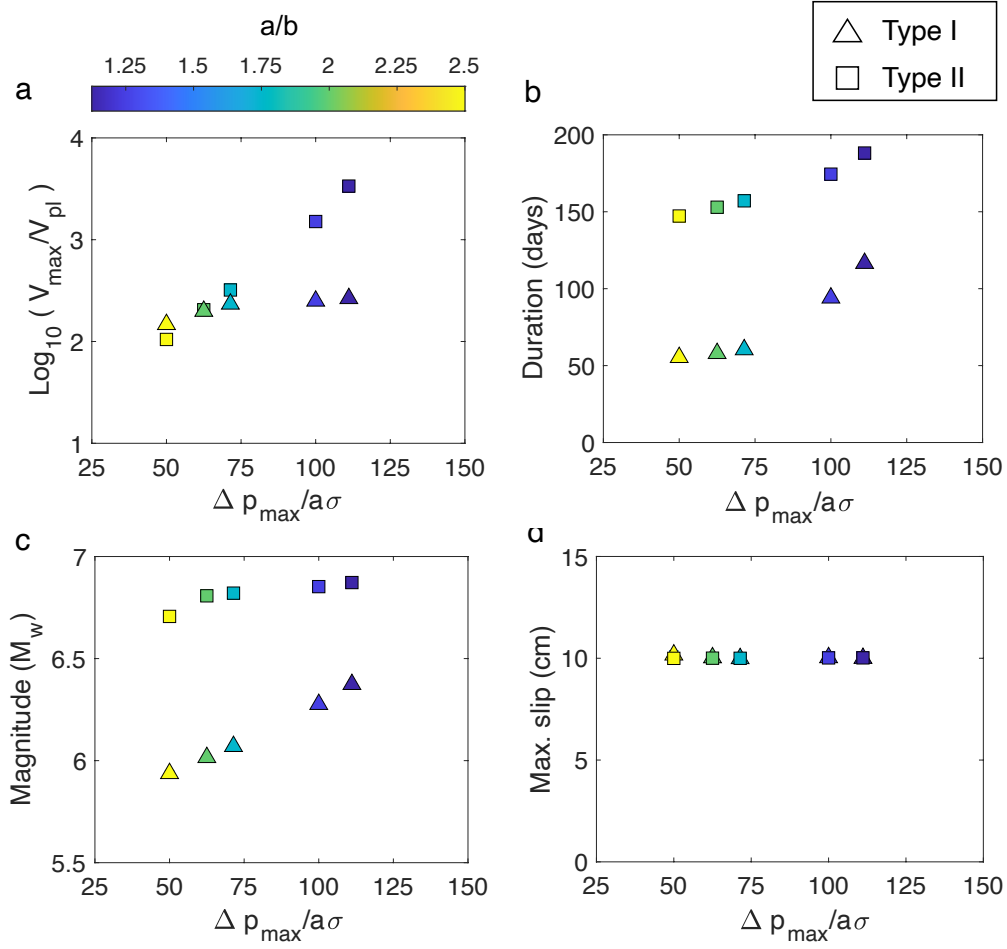 a/b
1.25 1.5 1.75 2 2.25 2.5
Type I
Type II
a
4
3
2
1
Log10 ( Vmax/Vpl)
25 50 75 100 125 150
Δ pmax/aσ
b
200
150
100
50
0
Duration (days)
25 50 75 100 125 150
Δ pmax/aσ
c
7
6.5
6
5.5
Magnitude (Mw)
25 50 75 100 125 150
Δ pmax/aσ
d
15
10
5
0
Max. slip (cm)
25 50 75 100 125 150
Δ pmax/aσ